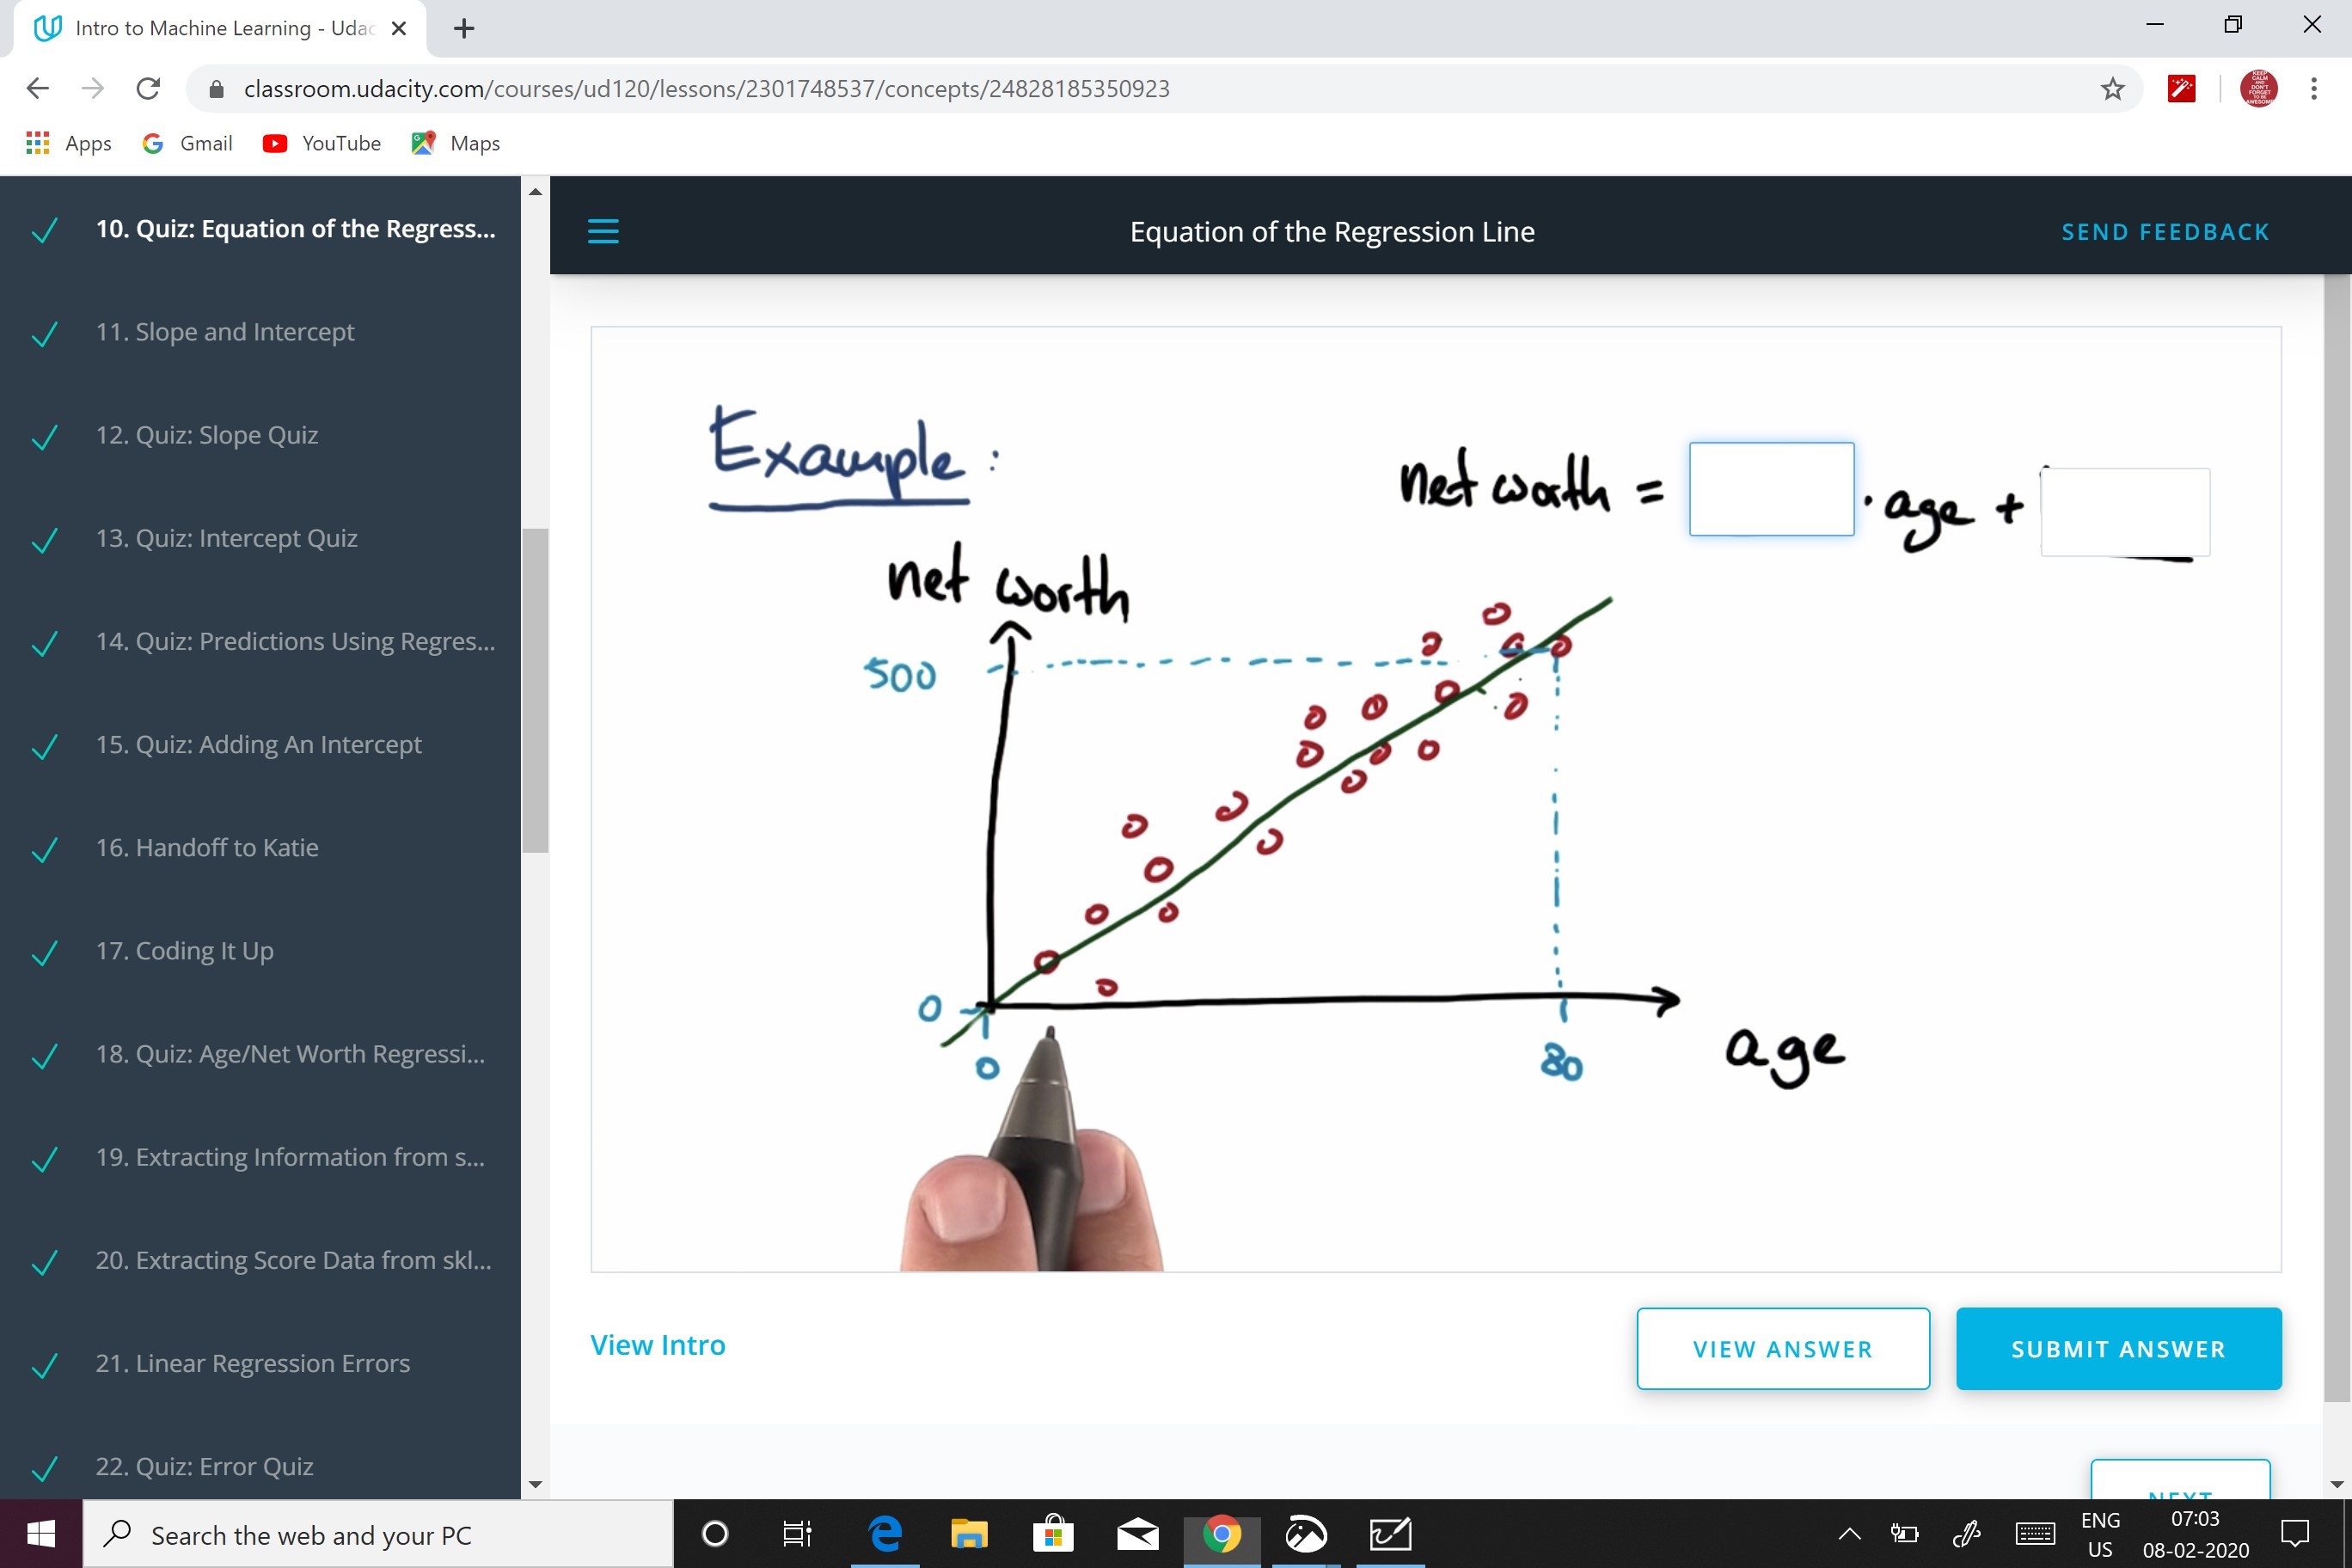 Intro to Machine Learning - Udac
classroom.udacity.com/courses/ud120/lessons/2301748537/concepts/24828185350923
Apps Gmail YouTube Maps
10. Quiz: Equation of the Regress...
11. Slope and Intercept
12. Quiz: Slope Quiz
13. Quiz: Intercept Quiz
14. Quiz: Predictions Using Regres...
15. Quiz: Adding An Intercept
16. Handoff to Katie
17. Coding It Up
18. Quiz: Age/Net Worth Regressi...
19. Extracting Information from s...
20. Extracting Score Data from skl...
21. Linear Regression Errors
22. Quiz: Error Quiz
Equation of the Regression Line
SEND FEEDBACK
Example:
net worth = · age +
net worth
500
0
0
80
age
View Intro
VIEW ANSWER
SUBMIT ANSWER
NEXT
Search the web and your PC
ENG
US
07:03
08-02-2020